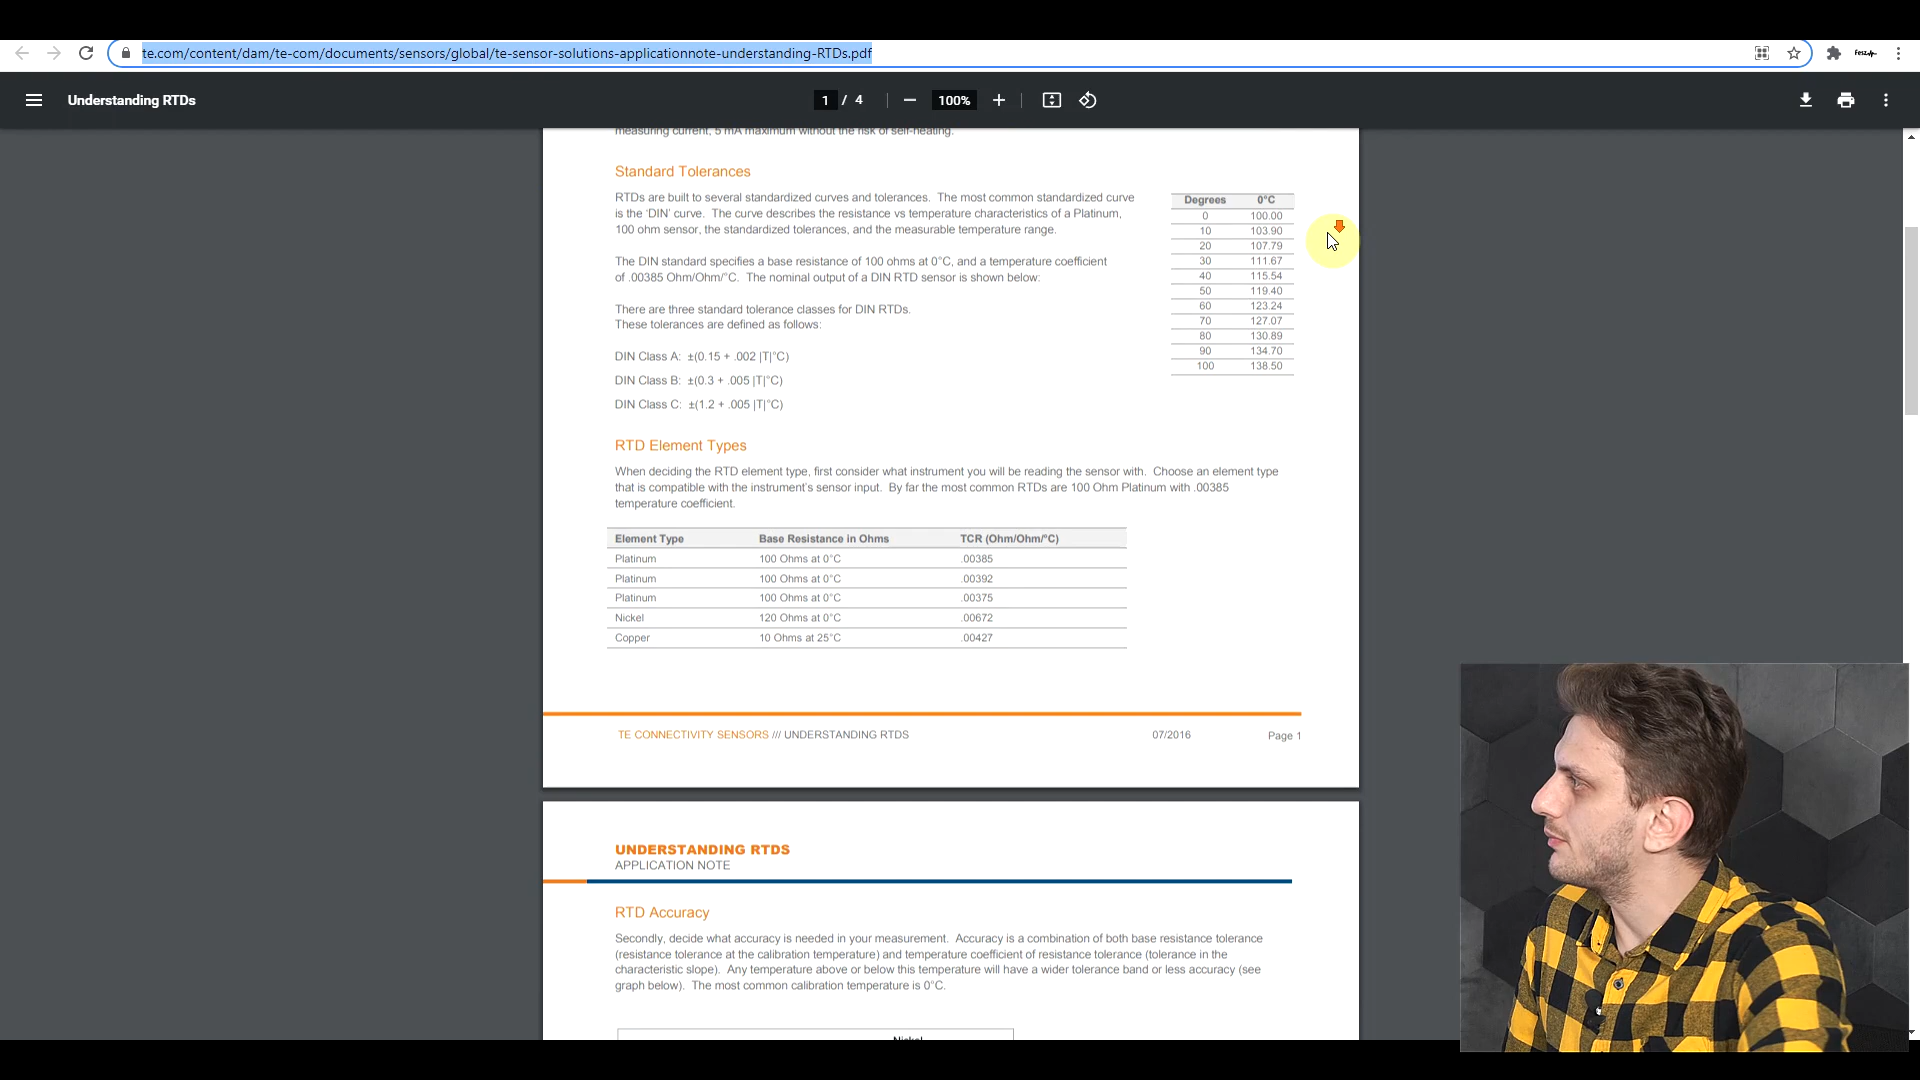 te.com/content/dam/te-com/documents/sensors/global/te-sensor-solutions-applicationnote-understanding-RTDs.pdf
fesz
Understanding RTDs
1 / 4
100%
measuring current, 5 mA maximum without the risk of self-heating.
Standard Tolerances
RTDs are built to several standardized curves and tolerances. The most common standardized curve
is the 'DIN' curve. The curve describes the resistance vs temperature characteristics of a Platinum,
100 ohm sensor, the standardized tolerances, and the measurable temperature range.
The DIN standard specifies a base resistance of 100 ohms at 0°C, and a temperature coefficient
of .00385 Ohm/Ohm/°C. The nominal output of a DIN RTD sensor is shown below:
There are three standard tolerance classes for DIN RTDs.
These tolerances are defined as follows:
DIN Class A: ±(0.15 + .002 |T|°C)
DIN Class B: ±(0.3 + .005 |T|°C)
DIN Class C: ±(1.2 + .005 |T|°C)
Degrees 0°C
0 100.00
10 103.90
20 107.79
30 111.67
40 115.54
50 119.40
60 123.24
70 127.07
80 130.89
90 134.70
100 138.50
RTD Element Types
When deciding the RTD element type, first consider what instrument you will be reading the sensor with. Choose an element type
that is compatible with the instrument's sensor input. By far the most common RTDs are 100 Ohm Platinum with .00385
temperature coefficient.
Element Type Base Resistance in Ohms TCR (Ohm/Ohm/°C)
Platinum 100 Ohms at 0°C .00385
Platinum 100 Ohms at 0°C .00392
Platinum 100 Ohms at 0°C .00375
Nickel 120 Ohms at 0°C .00672
Copper 10 Ohms at 25°C .00427
TE CONNECTIVITY SENSORS /// UNDERSTANDING RTDS 07/2016 Page 1
UNDERSTANDING RTDS
APPLICATION NOTE
RTD Accuracy
Secondly, decide what accuracy is needed in your measurement. Accuracy is a combination of both base resistance tolerance
(resistance tolerance at the calibration temperature) and temperature coefficient of resistance tolerance (tolerance in the
characteristic slope). Any temperature above or below this temperature will have a wider tolerance band or less accuracy (see
graph below). The most common calibration temperature is 0°C.
Nickel